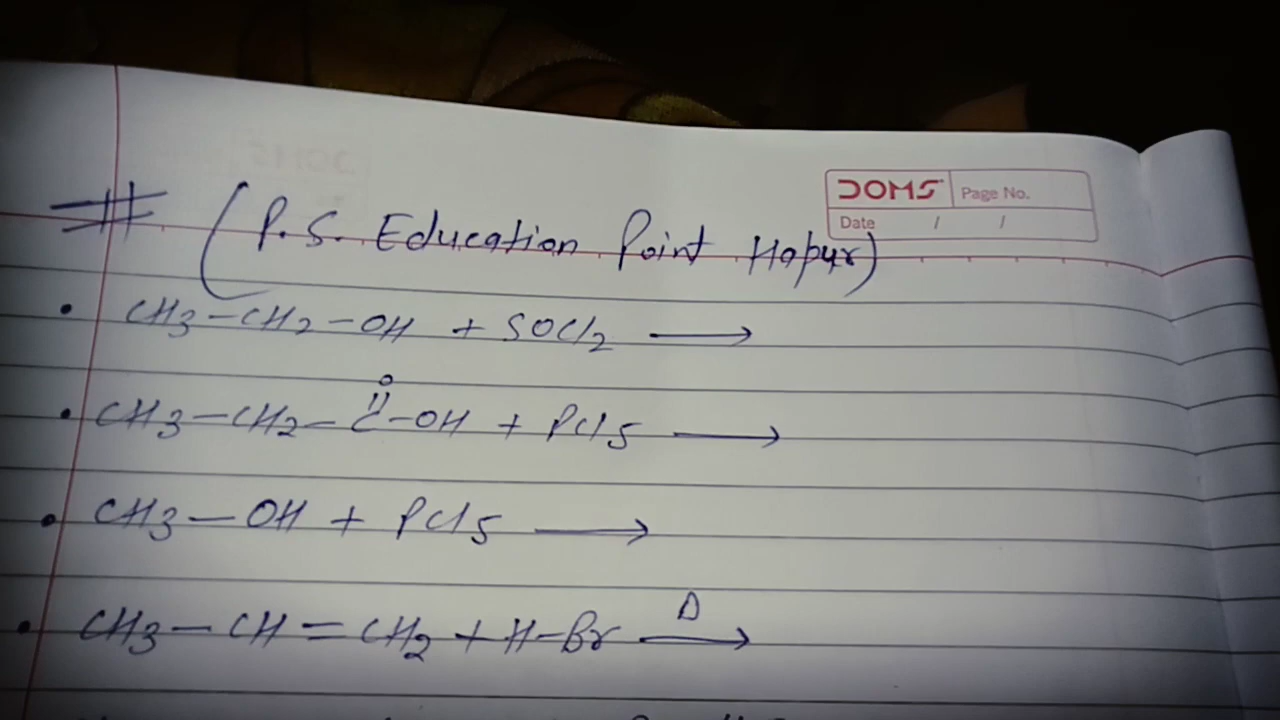 DOMS Page No.
Date / /
# (P.S. Education Point Hapur)
• CH3-CH2-OH + SOCl2 ⟶
O
• CH3-CH2-C-OH + PCl5 ⟶
• CH3-OH + PCl5 ⟶
Δ
• CH3-CH=CH2 + H-Br ⟶